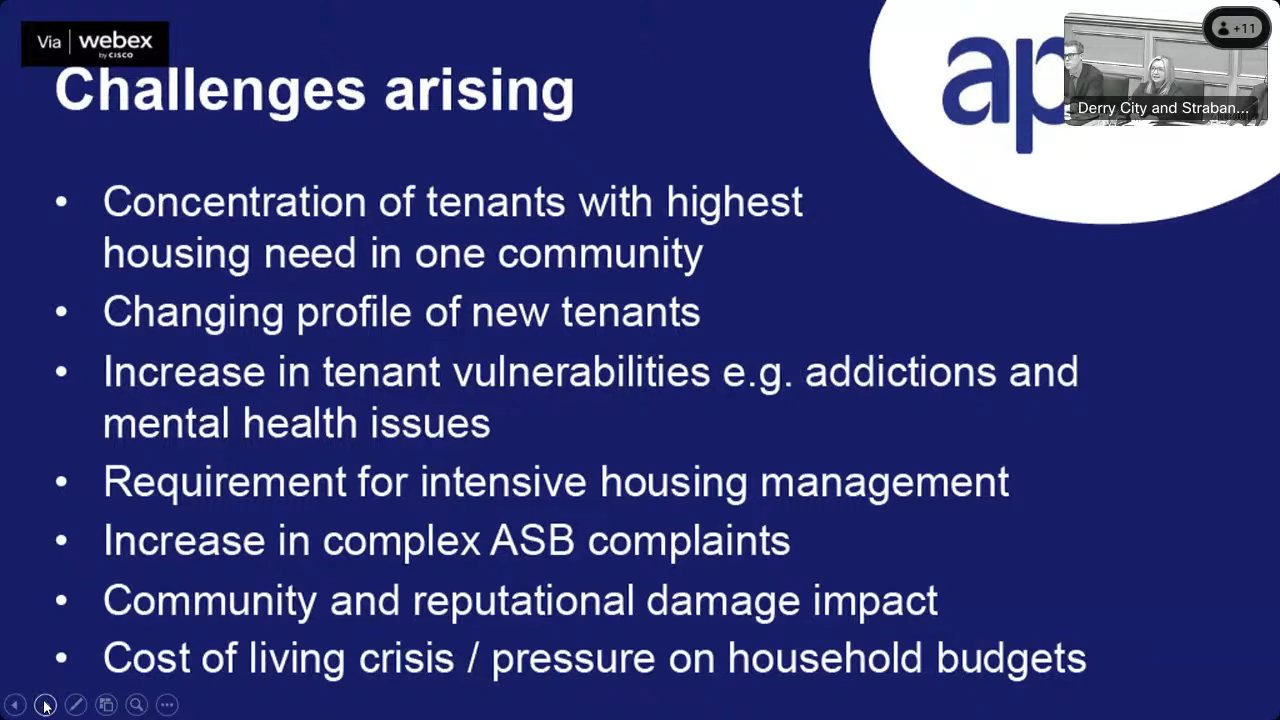 Via webex
by CISCO
Challenges arising
ap
+11
Derry City and Straban...
• Concentration of tenants with highest
housing need in one community
• Changing profile of new tenants
• Increase in tenant vulnerabilities e.g. addictions and
mental health issues
• Requirement for intensive housing management
• Increase in complex ASB complaints
• Community and reputational damage impact
• Cost of living crisis / pressure on household budgets